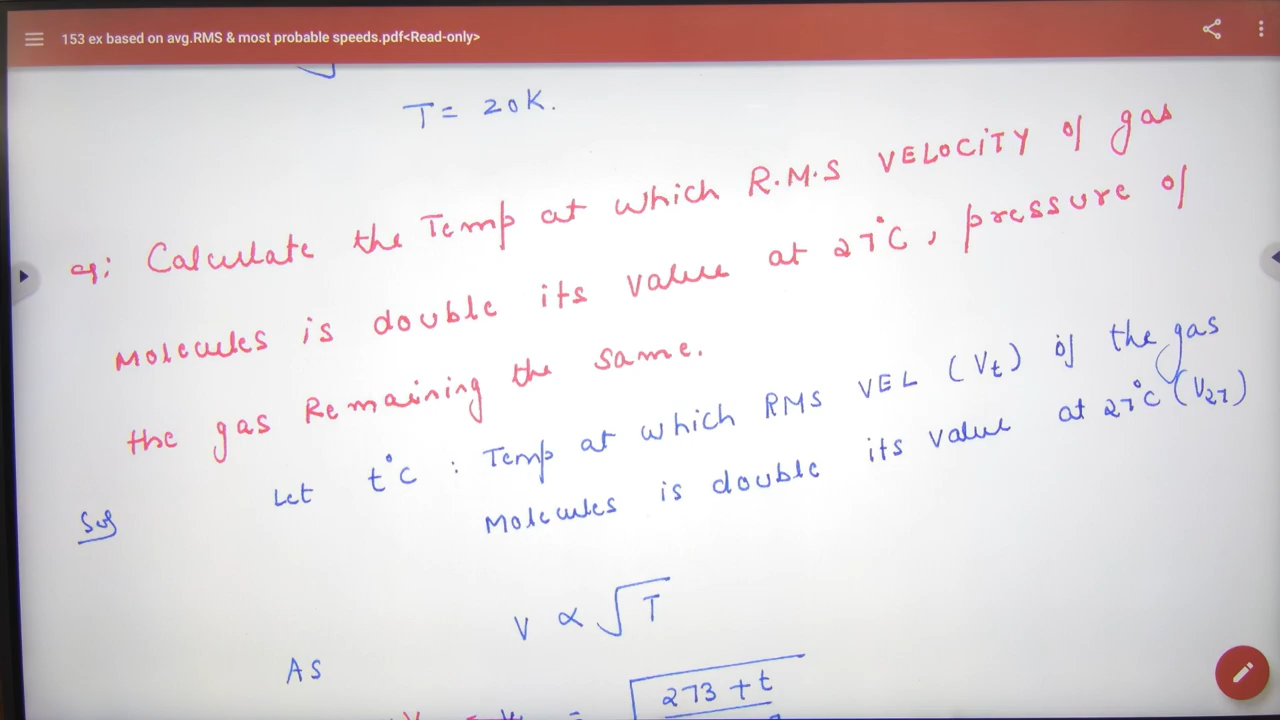 153 ex based on avg.RMS & most probable speeds.pdf<Read-only>
T = 20K.
Calculate the Temp at which R.M.S VELOCITY of gas
Molecules is double its value at 27°C, pressure of
the gas Remaining the same.
Sol Let t°C : Temp at which RMS VEL (Vt) of the gas
Molecules is double its value at 27°C (V27)
V ∝ √T
As
= √273 + t